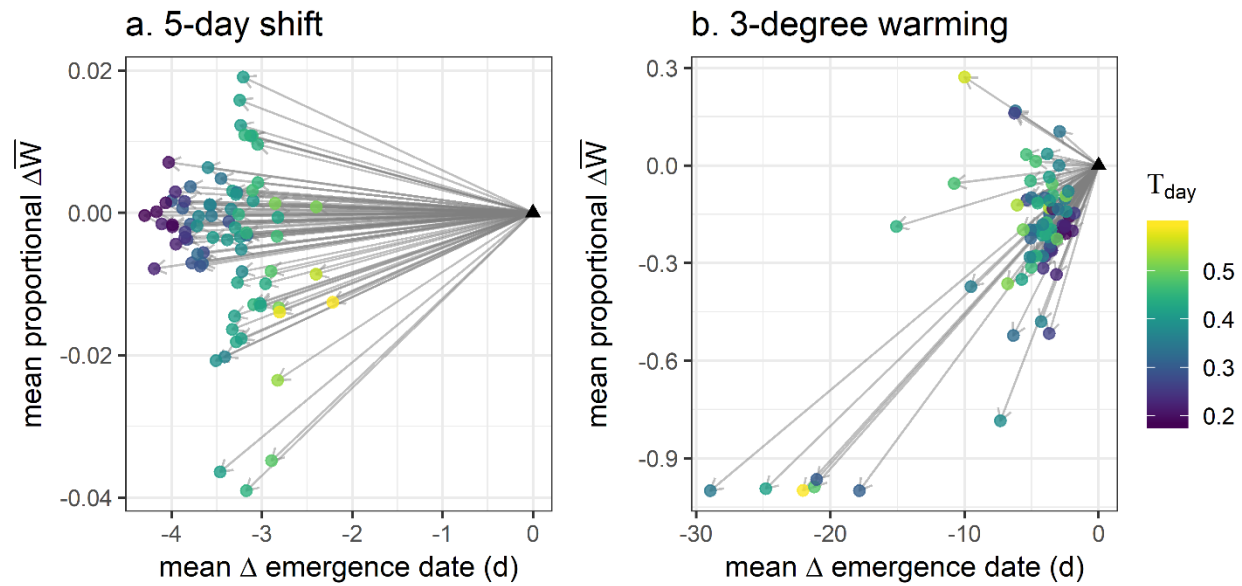 a. 5-day shift
b. 3-degree warming
0.02
0.00
-0.02
-0.04
mean proportional ΔW̅
-4 -3 -2 -1 0
mean Δ emergence date (d)
0.3
0.0
-0.3
-0.6
-0.9
mean proportional ΔW̅
-30 -20 -10 0
mean Δ emergence date (d)
Tday
0.5
0.4
0.3
0.2